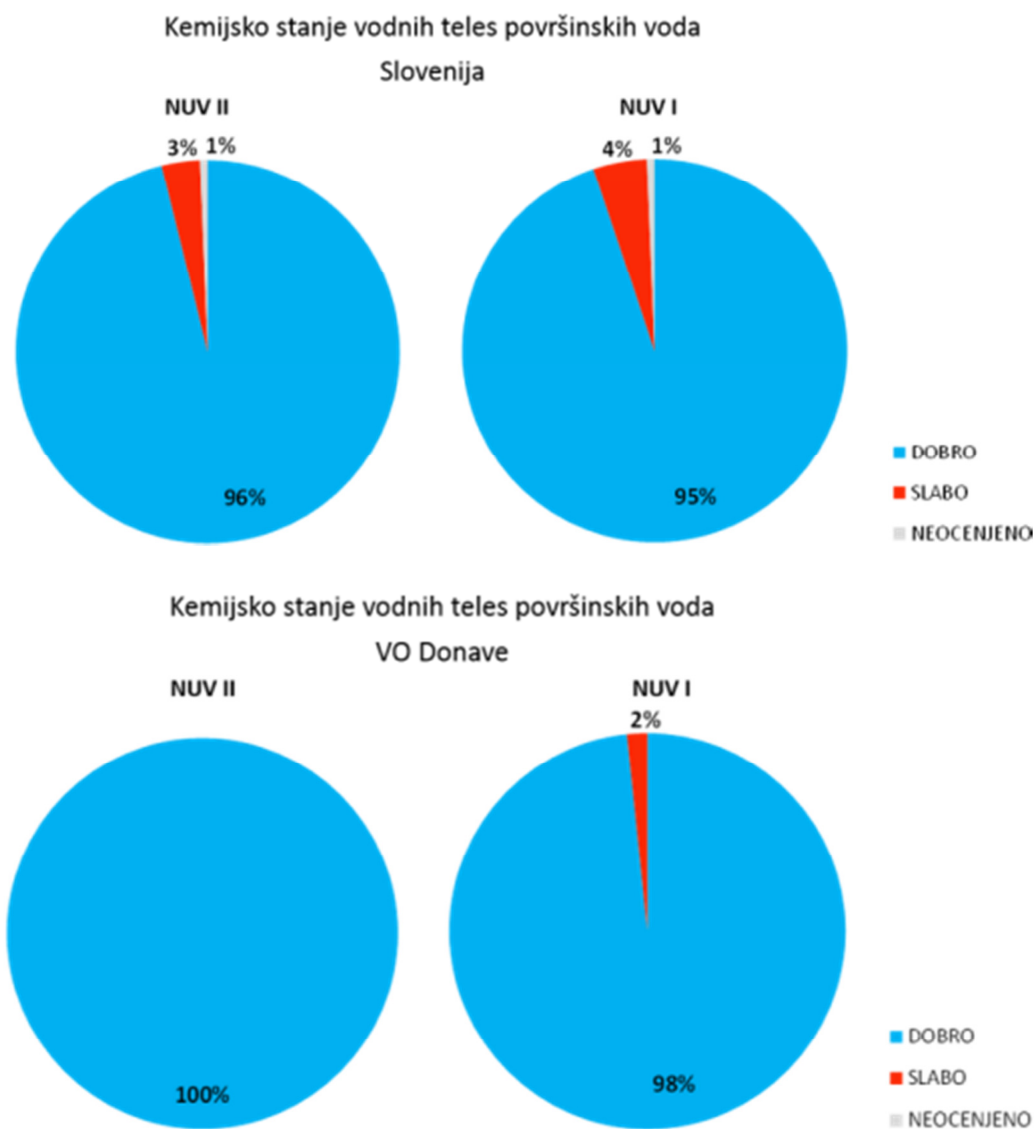 Kemijsko stanje vodnih teles površinskih voda
Slovenija
NUV II
3% 1%
96%
NUV I
4% 1%
95%
DOBRO
SLABO
NEOCENJENO
Kemijsko stanje vodnih teles površinskih voda
VO Donave
NUV II
100%
NUV I
2%
98%
DOBRO
SLABO
NEOCENJENO